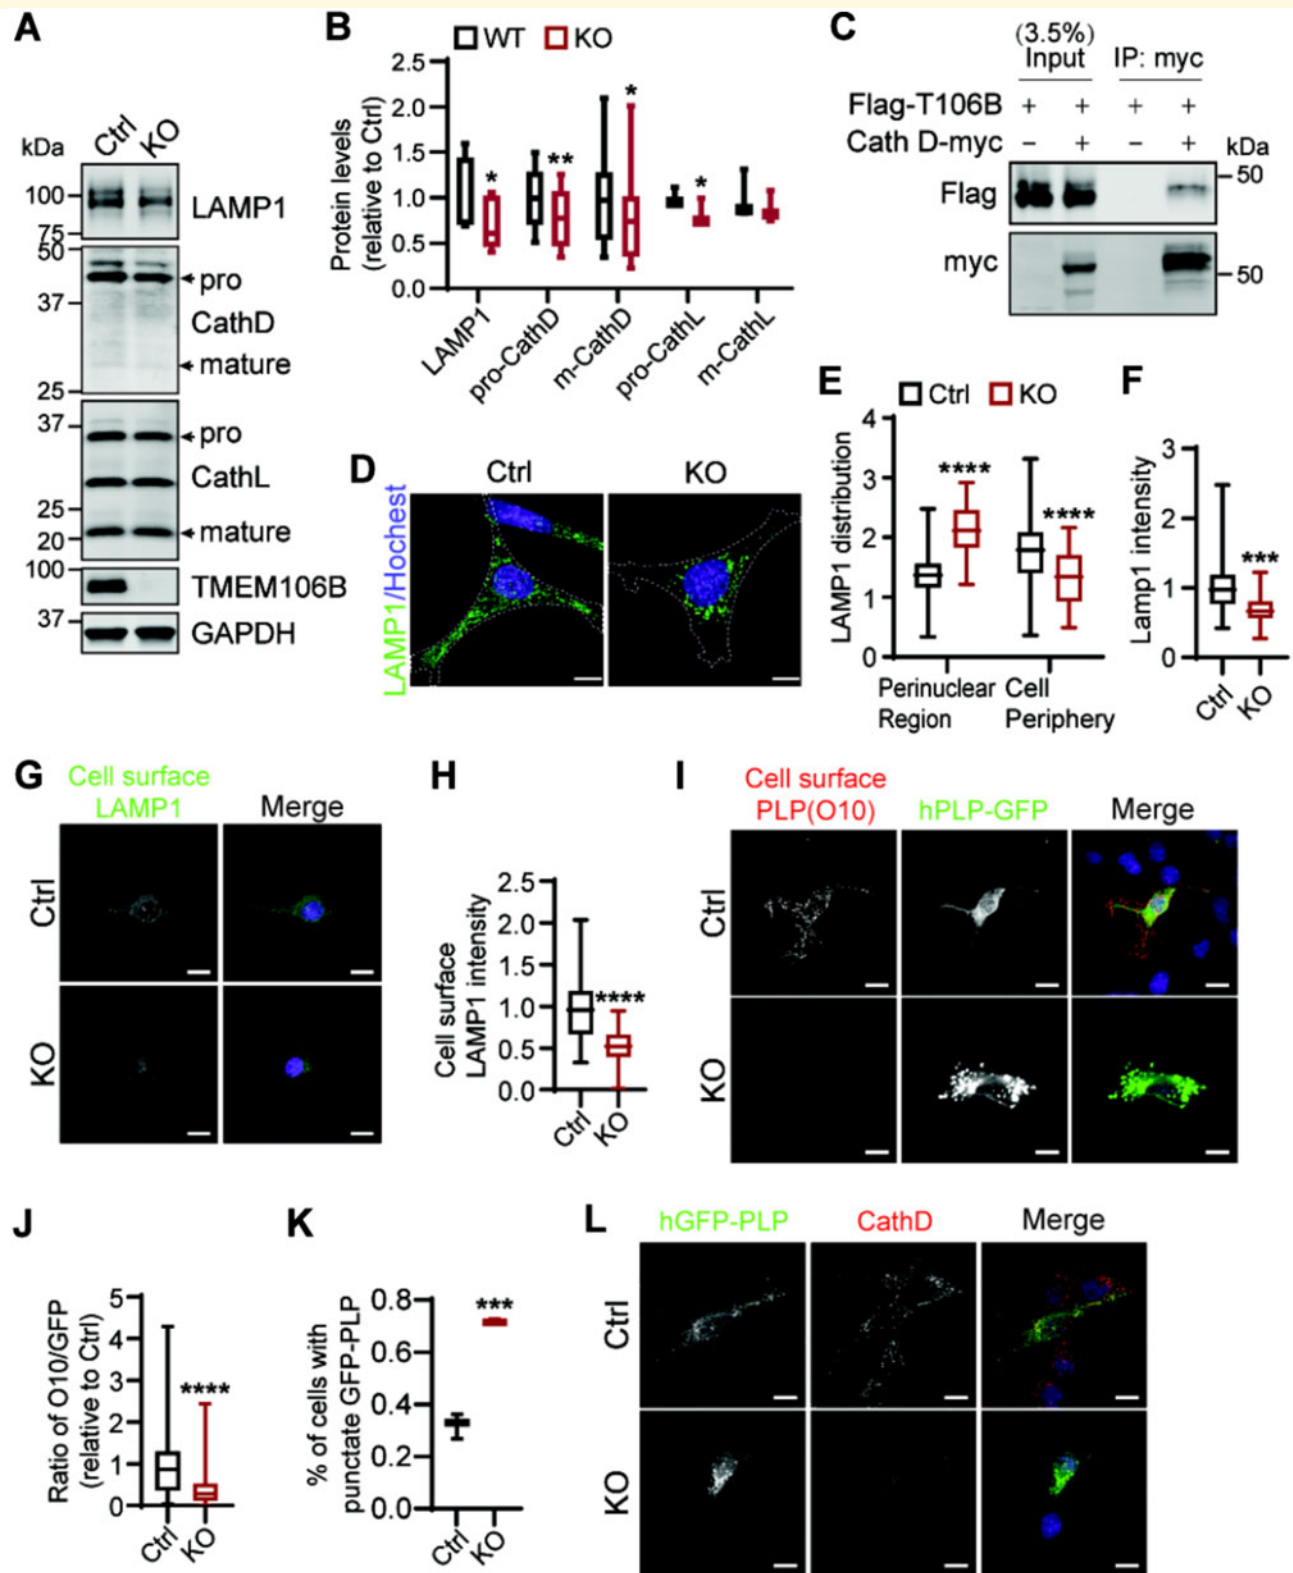 A
kDa
Ctrl
KO
100
75
LAMP1
50
37
25
pro
CathD
mature
37
25
20
pro
CathL
mature
100
TMEM106B
37
GAPDH
B
WT
KO
Protein levels
(relative to Ctrl)
2.5
2.0
1.5
1.0
0.5
0.0
*
**
*
*
LAMP1
pro-CathD
m-CathD
pro-CathL
m-CathL
C
(3.5%)
Input
IP: myc
Flag-T106B + + + +
Cath D-myc − + − +
kDa
Flag
50
myc
50
D
Ctrl
KO
LAMP1/Hochest
E
Ctrl
KO
LAMP1 distribution
4
3
2
1
0
****
****
Perinuclear
Region
Cell
Periphery
F
Lamp1 intensity
3
2
1
0
***
Ctrl
KO
G
Cell surface
LAMP1
Merge
Ctrl
KO
H
Cell surface
LAMP1 intensity
2.5
2.0
1.5
1.0
0.5
0.0
****
Ctrl
KO
I
Cell surface
PLP(O10)
hPLP-GFP
Merge
Ctrl
KO
J
Ratio of O10/GFP
(relative to Ctrl)
5
4
3
2
1
0
****
Ctrl
KO
K
% of cells with
punctate GFP-PLP
0.8
0.6
0.4
0.2
0.0
***
Ctrl
KO
L
hGFP-PLP
CathD
Merge
Ctrl
KO